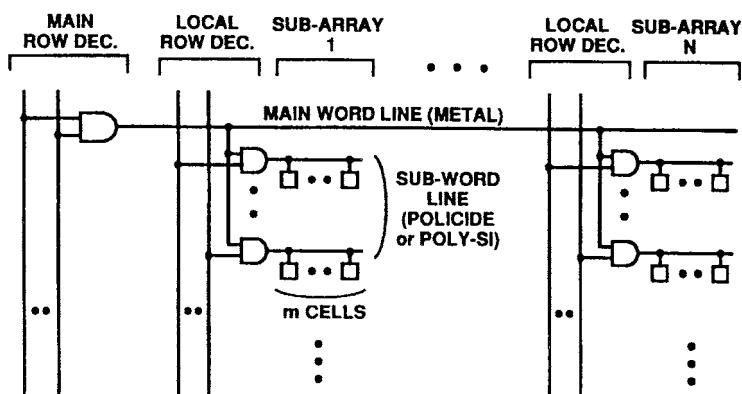 MAIN
ROW DEC.
LOCAL
ROW DEC.
SUB-ARRAY
1
LOCAL
ROW DEC.
SUB-ARRAY
N
MAIN WORD LINE (METAL)
SUB-WORD
LINE
(POLICIDE
or POLY-SI)
m CELLS